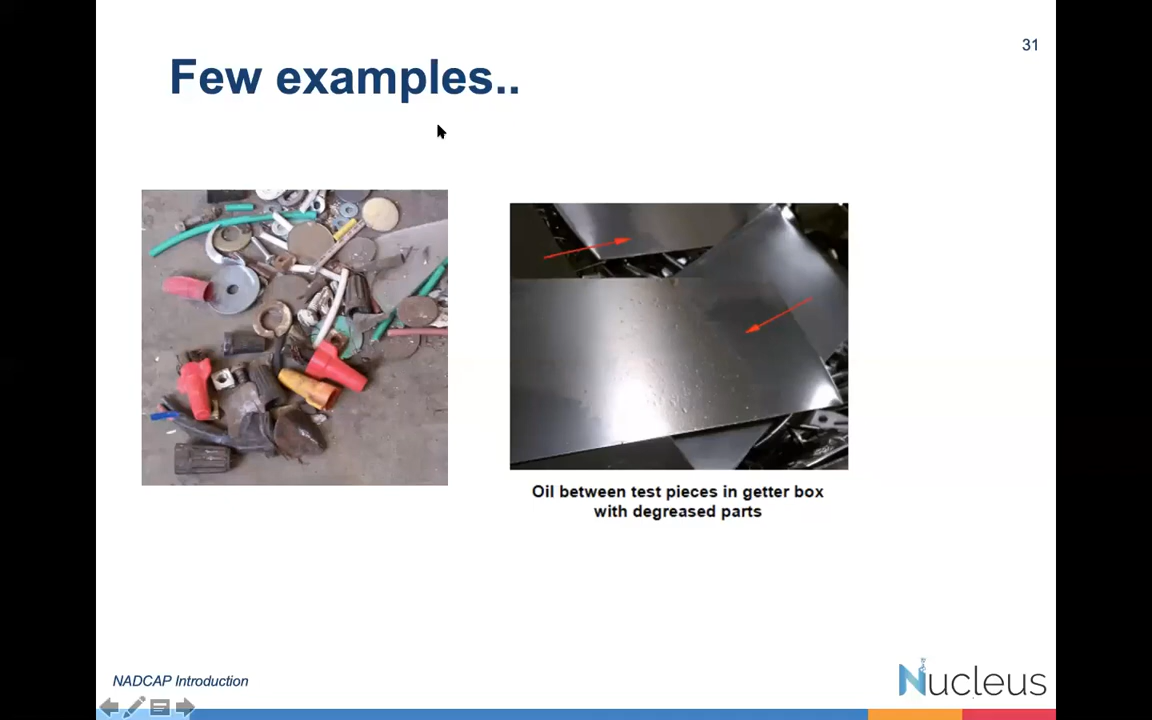 31
Few examples..
Oil between test pieces in getter box
with degreased parts
NADCAP Introduction
Nucleus